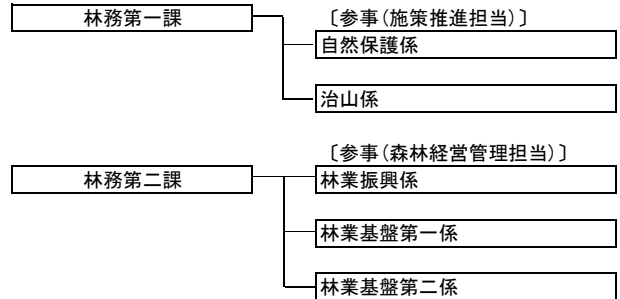 林務第一課
〔参事(施策推進担当)〕
自然保護係
治山係
〔参事(森林経営管理担当)〕
林務第二課
林業振興係
林業基盤第一係
林業基盤第二係